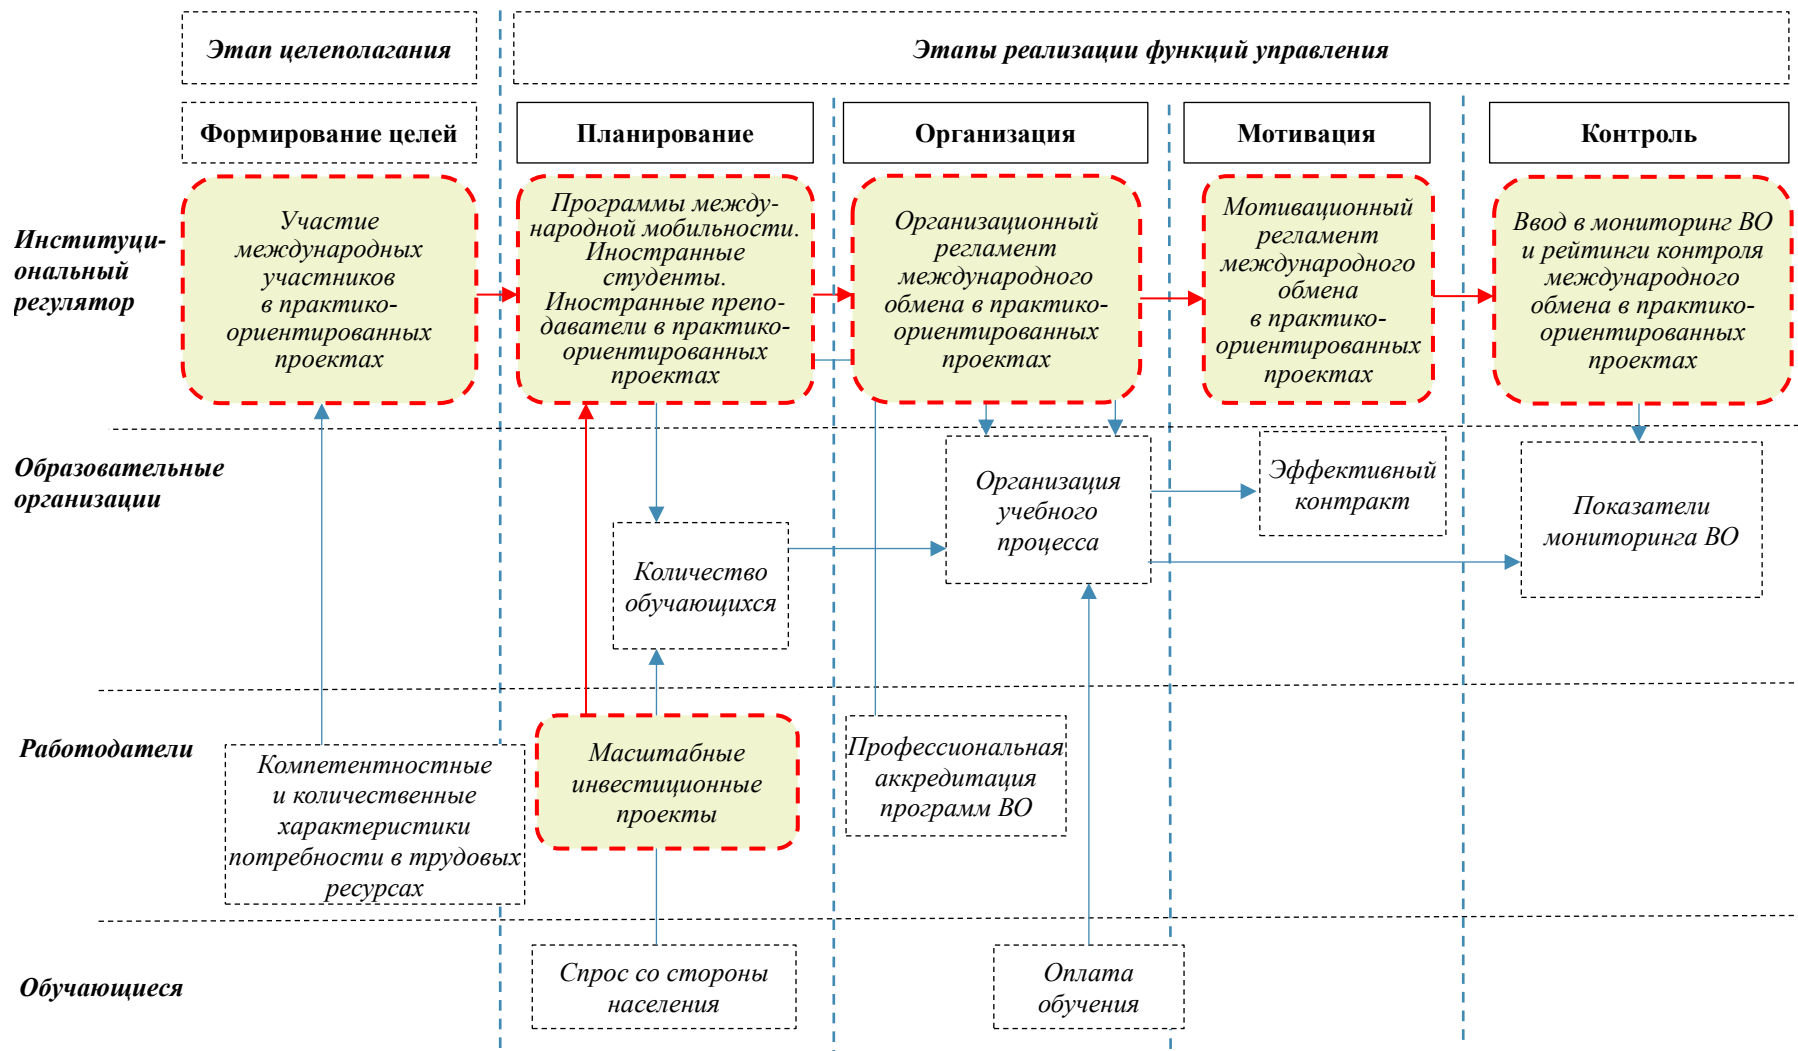 Этап целеполагания
Этапы реализации функций управления
Формирование целей
Планирование
Организация
Мотивация
Контроль
Институци-
ональный
регулятор
Участие
международных
участников
в практико-
ориентированных
проектах
Программы между-
народной мобильности.
Иностранные
студенты.
Иностранные препо-
даватели в практико-
ориентированных
проектах
Организационный
регламент
международного
обмена в практико-
ориентированных
проектах
Мотивационный
регламент
международного
обмена
в практико-
ориентированных
проектах
Ввод в мониторинг ВО
и рейтинги контроля
международного
обмена в практико-
ориентированных
проектах
Образовательные
организации
Количество
обучающихся
Организация
учебного
процесса
Эффективный
контракт
Показатели
мониторинга ВО
Работодатели
Компетентностные
и количественные
характеристики
потребности в трудовых
ресурсах
Масштабные
инвестиционные
проекты
Профессиональная
аккредитация
программ ВО
Обучающиеся
Спрос со стороны
населения
Оплата
обучения